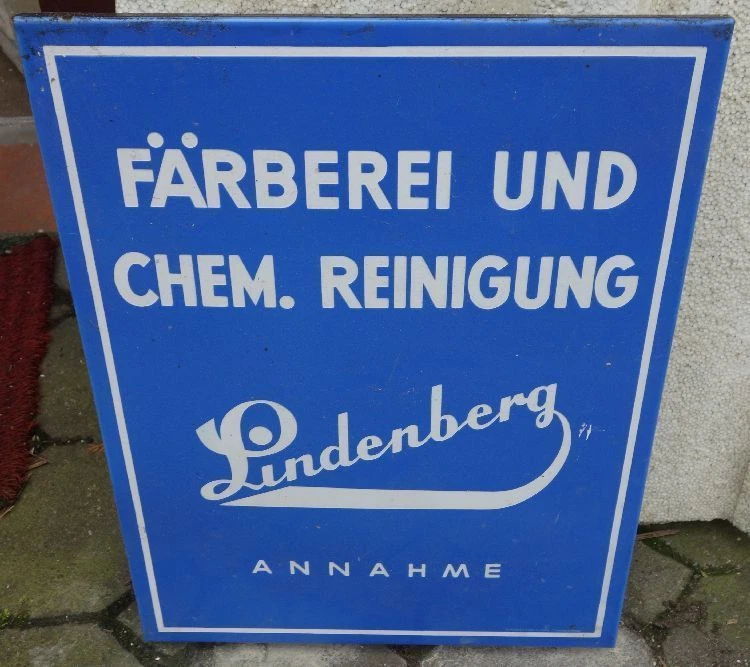 FÄRBEREI UND
CHEM. REINIGUNG
Lindenberg
ANNAHME